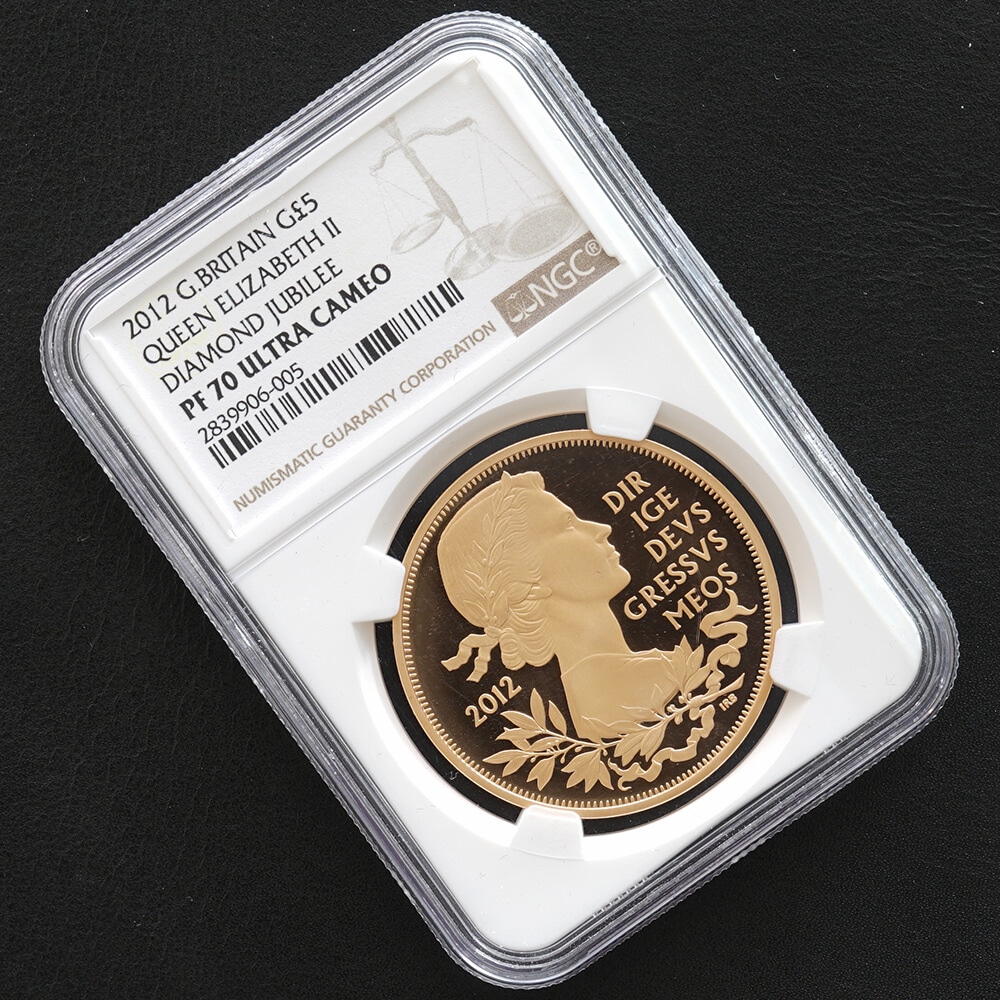 2012 G.BRITAIN G£5
QUEEN ELIZABETH II
DIAMOND JUBILEE
PF 70 ULTRA CAMEO
2839906-005
NUMISMATIC GUARANTY CORPORATION
NGC®
DIR
IGE
DEVS
GRESSVS
MEOS
2012
IRB